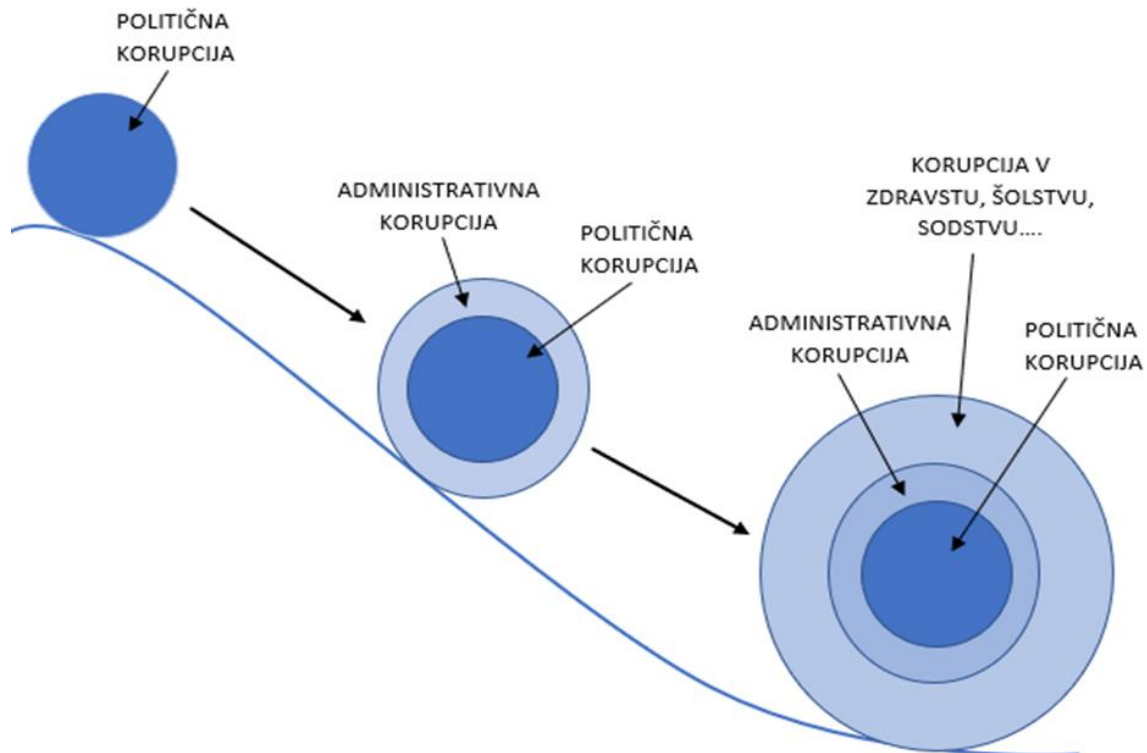 POLITIČNA
KORUPCIJA
ADMINISTRATIVNA
KORUPCIJA
POLITIČNA
KORUPCIJA
KORUPCIJA V
ZDRAVSTU, ŠOLSTVU,
SODSTVU....
ADMINISTRATIVNA
KORUPCIJA
POLITIČNA
KORUPCIJA